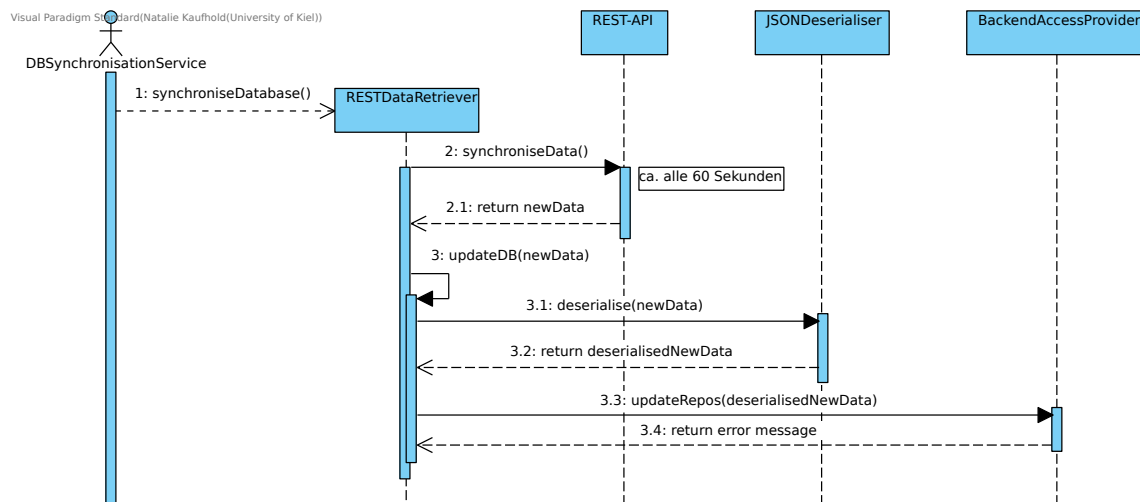 Visual Paradigm Standard(Natalie Kaufhold(University of Kiel))
REST-API
JSONDeserialiser
BackendAccessProvider
DBSynchronisationService
1: synchroniseDatabase()
RESTDataRetriever
2: synchroniseData()
ca. alle 60 Sekunden
2.1: return newData
3: updateDB(newData)
3.1: deserialise(newData)
3.2: return deserialisedNewData
3.3: updateRepos(deserialisedNewData)
3.4: return error message